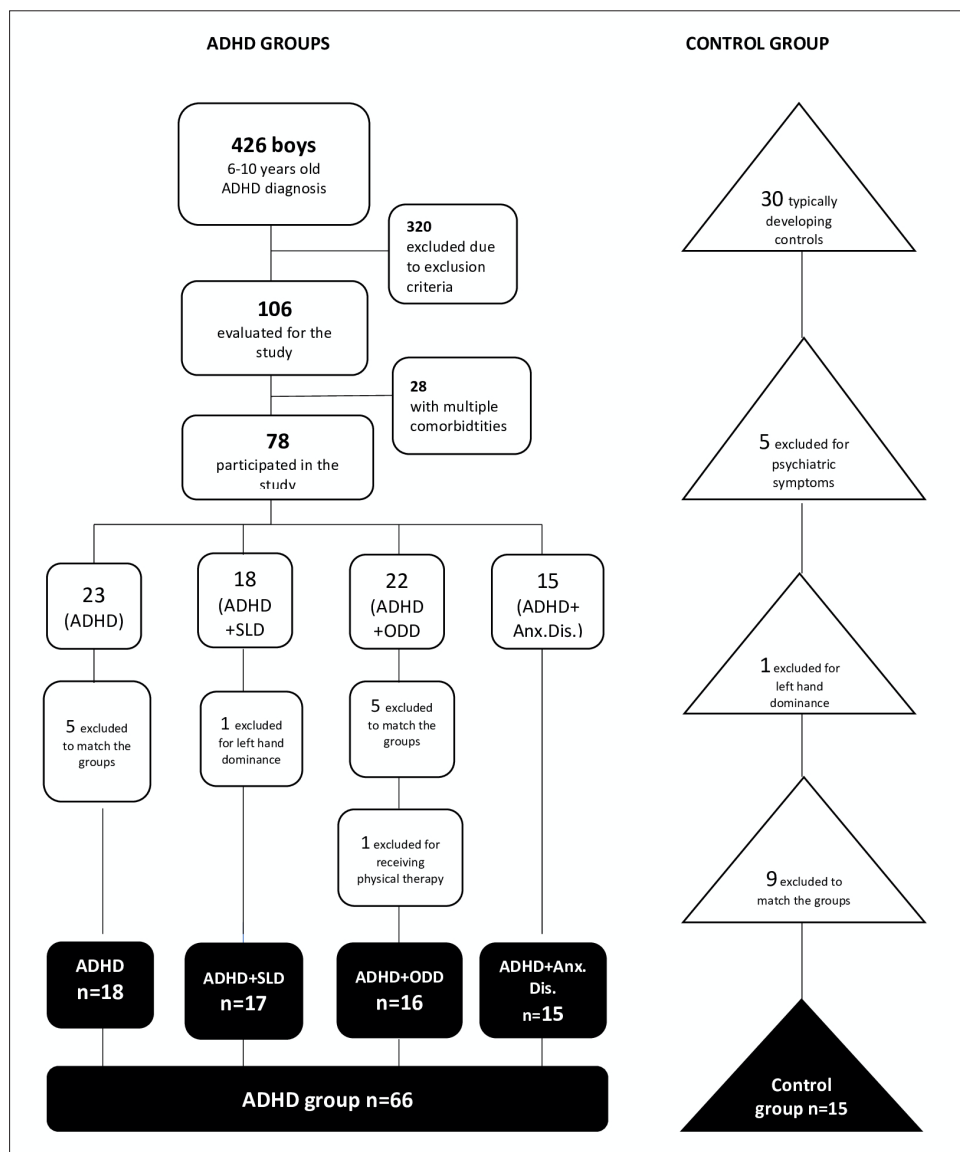 ADHD GROUPS
CONTROL GROUP
426 boys
6-10 years old
ADHD diagnosis
320
excluded due
to exclusion
criteria
106
evaluated for the
study
28
with multiple
comorbidtities
78
participated in the
study
23
(ADHD)
18
(ADHD
+SLD
22
(ADHD
+ODD
15
(ADHD+
Anx.Dis.)
5 excluded
to match the
groups
1 excluded
for left hand
dominance
5 excluded
to match the
groups
1 excluded for
receiving
physical therapy
ADHD
n=18
ADHD+SLD
n=17
ADHD+ODD
n=16
ADHD+Anx.
Dis.
n=15
ADHD group n=66
30 typically
developing
controls
5 excluded for
psychiatric
symptoms
1 excluded for
left hand
dominance
9 excluded to
match the groups
Control
group n=15